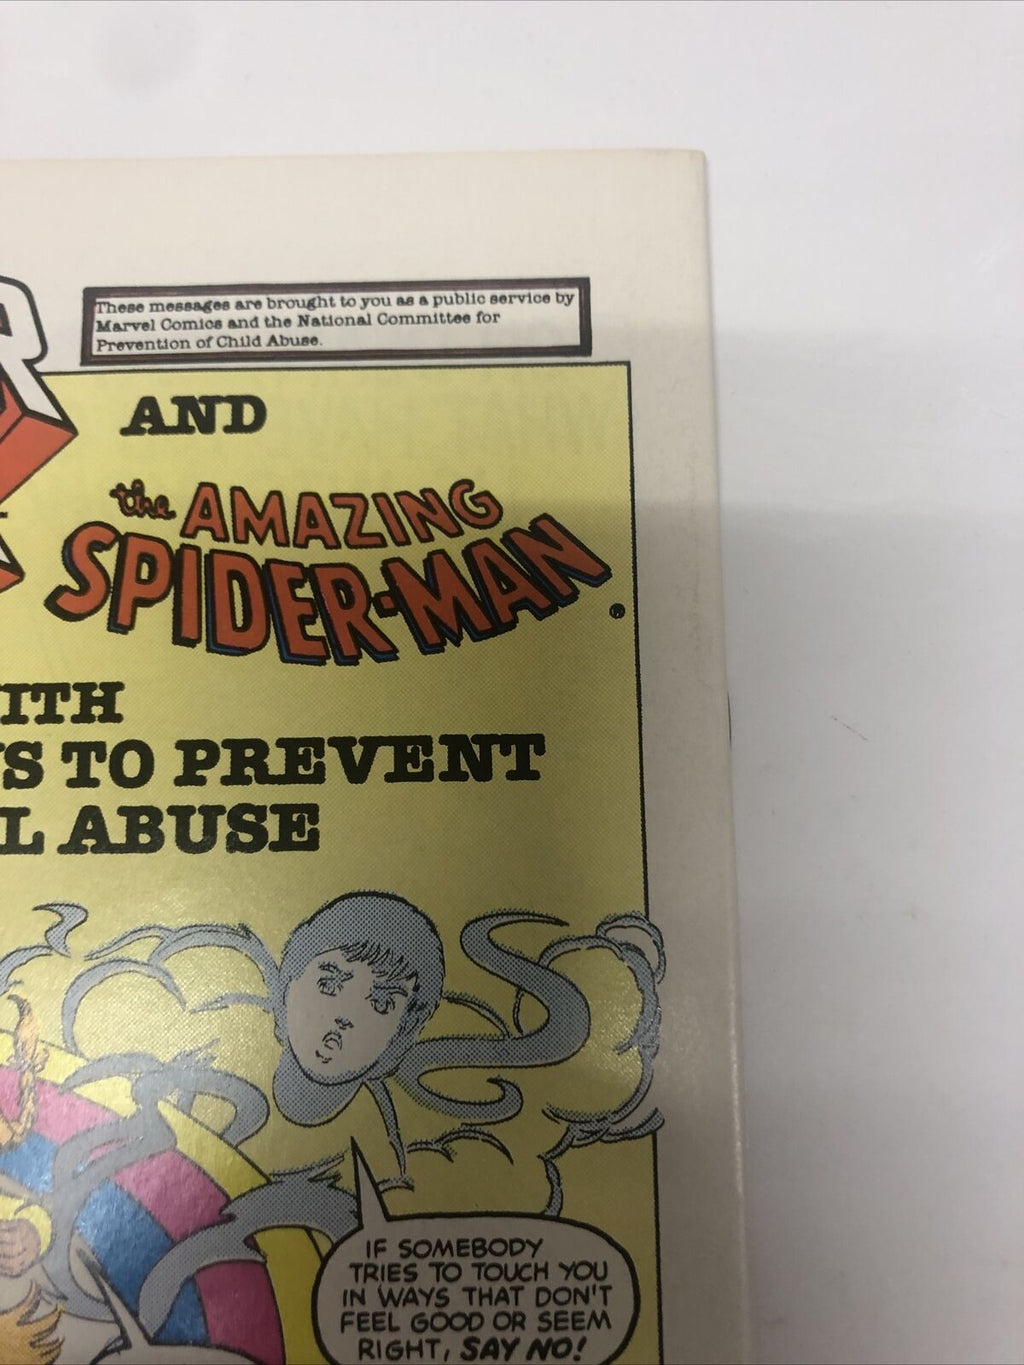 These messages are brought to you as a public service by
Marvel Comics and the National Committee for
Prevention of Child Abuse.
AND
the AMAZING
SPIDER-MAN
®
ITH
S TO PREVENT
L ABUSE
IF SOMEBODY
TRIES TO TOUCH YOU
IN WAYS THAT DON'T
FEEL GOOD OR SEEM
RIGHT, SAY NO!